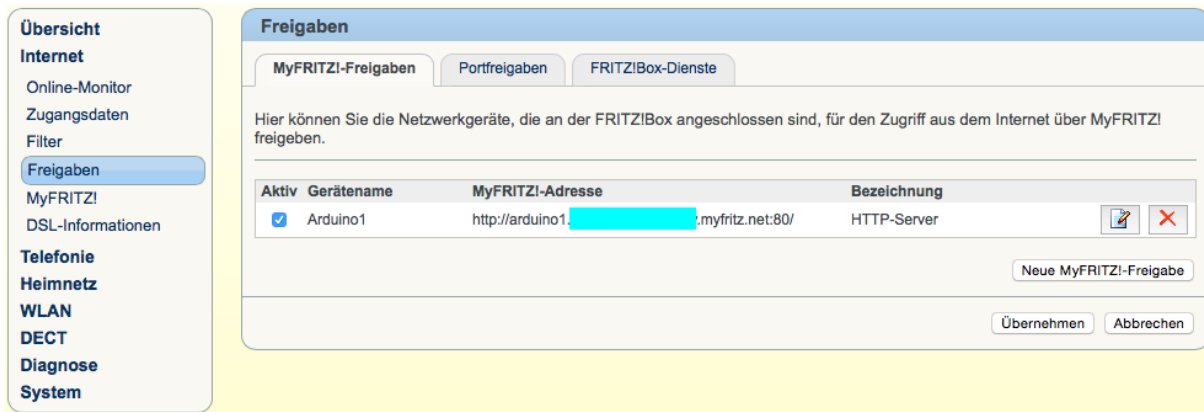 Übersicht
Internet
Online-Monitor
Zugangsdaten
Filter
Freigaben
MyFRITZ!
DSL-Informationen
Telefonie
Heimnetz
WLAN
DECT
Diagnose
System
Freigaben
MyFRITZ!-Freigaben Portfreigaben FRITZ!Box-Dienste
Hier können Sie die Netzwerkgeräte, die an der FRITZ!Box angeschlossen sind, für den Zugriff aus dem Internet über MyFRITZ!
freigeben.
Aktiv Gerätename MyFRITZ!-Adresse Bezeichnung
Arduino1 http://arduino1. .myfritz.net:80/ HTTP-Server
Neue MyFRITZ!-Freigabe
Übernehmen Abbrechen